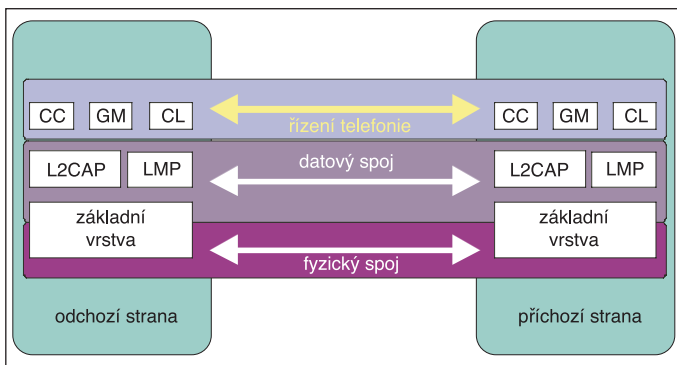 CC GM CL
řízení telefonie
CC GM CL
L2CAP LMP
datový spoj
L2CAP LMP
základní
vrstva
základní
vrstva
fyzický spoj
odchozí strana
příchozí strana